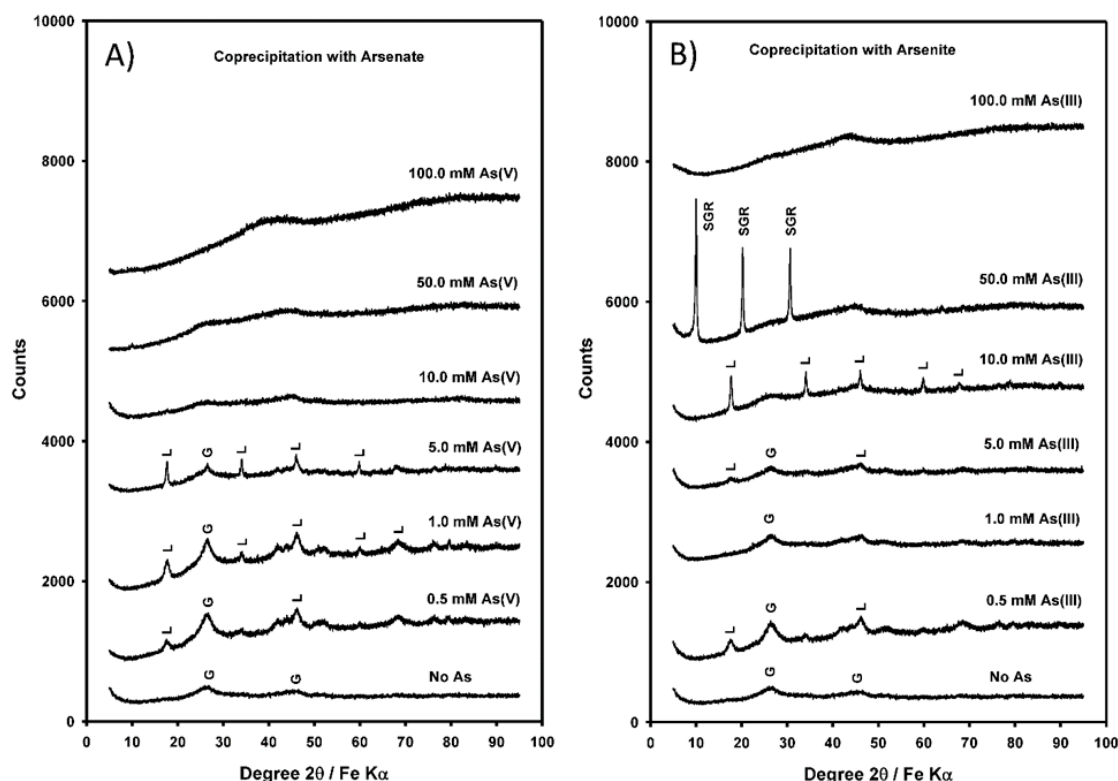 A)
Coprecipitation with Arsenate
10000
8000
6000
4000
2000
0
Counts
100.0 mM As(V)
50.0 mM As(V)
10.0 mM As(V)
5.0 mM As(V)
L G L L L
1.0 mM As(V)
L G L L L L
0.5 mM As(V)
L G L
No As
G G
0 10 20 30 40 50 60 70 80 90 100
Degree 2θ / Fe Kα
B)
Coprecipitation with Arsenite
10000
8000
6000
4000
2000
0
Counts
100.0 mM As(III)
SGR SGR SGR
50.0 mM As(III)
10.0 mM As(III)
L L L L L
5.0 mM As(III)
L G L
1.0 mM As(III)
G
0.5 mM As(III)
L G L
No As
G G
0 10 20 30 40 50 60 70 80 90 100
Degree 2θ / Fe Kα